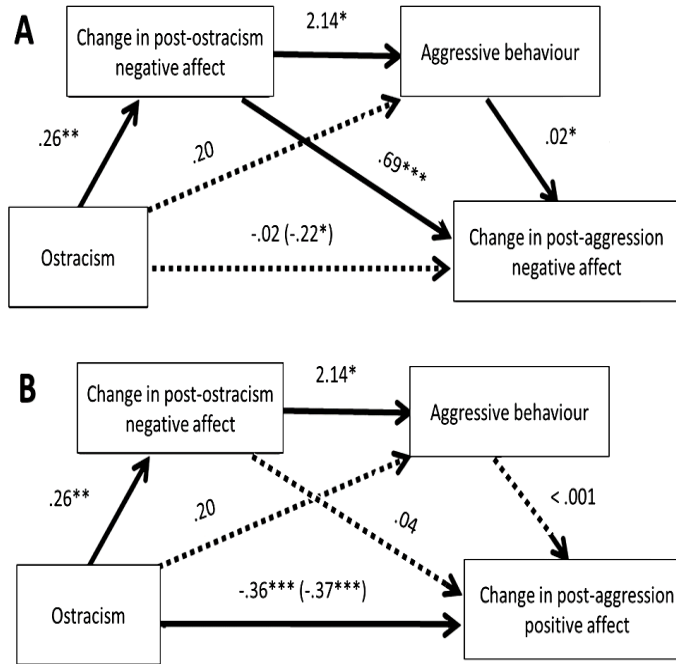 A
Change in post-ostracism
negative affect
2.14*
Aggressive behaviour
.26**
.20
.69***
.02*
-.02 (-.22*)
Ostracism
Change in post-aggression
negative affect
B
Change in post-ostracism
negative affect
2.14*
Aggressive behaviour
.26**
.20
.04
< .001
-.36*** (-.37***)
Ostracism
Change in post-aggression
positive affect